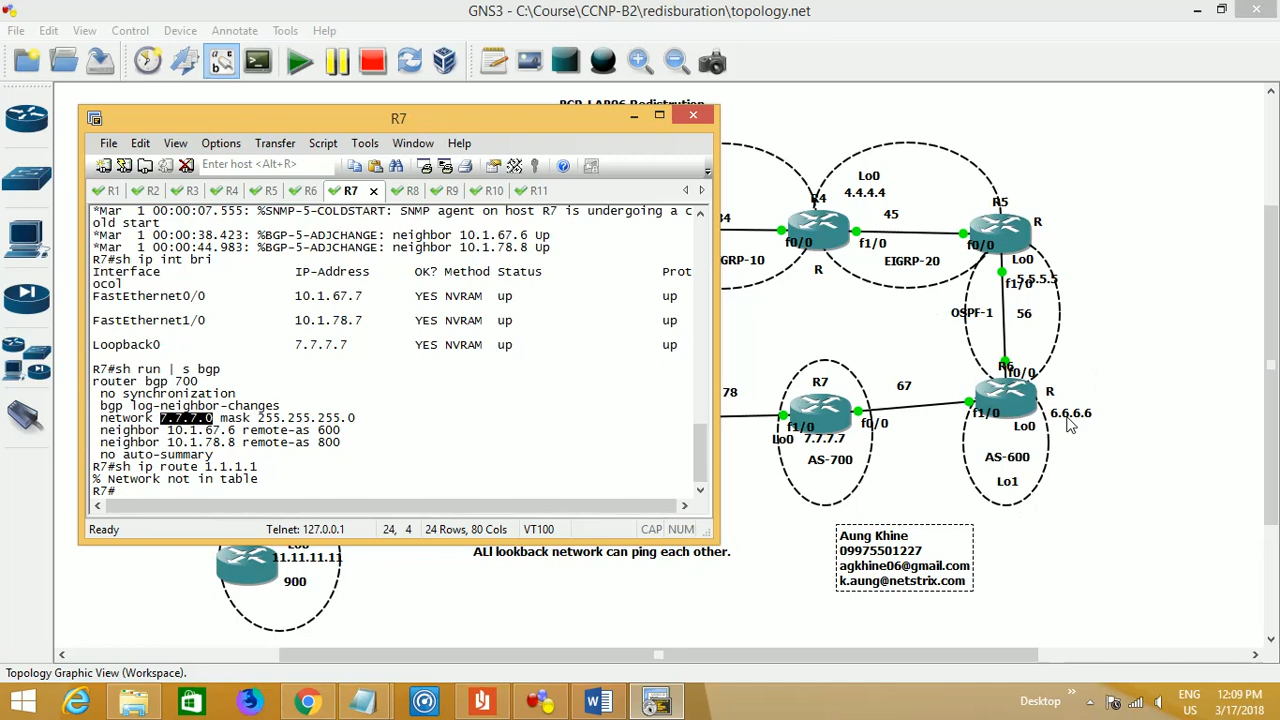 GNS3 - C:\Course\CCNP-B2\redisburation\topology.net
File Edit View Control Device Annotate Tools Help
BGP-LAB06 Redistrution
R7
File Edit View Options Transfer Script Tools Window Help
Enter host <Alt+R>
R1 R2 R3 R4 R5 R6 R7 R8 R9 R10 R11
*Mar  1 00:00:07.555: %SNMP-5-COLDSTART: SNMP agent on host R7 is undergoing a c
old start
*Mar  1 00:00:38.423: %BGP-5-ADJCHANGE: neighbor 10.1.67.6 Up
*Mar  1 00:00:44.983: %BGP-5-ADJCHANGE: neighbor 10.1.78.8 Up
R7#sh ip int bri
Interface IP-Address OK? Method Status Prot
ocol
FastEthernet0/0 10.1.67.7 YES NVRAM up up
FastEthernet1/0 10.1.78.7 YES NVRAM up up
Loopback0 7.7.7.7 YES NVRAM up up
R7#sh run | s bgp
router bgp 700
no synchronization
bgp log-neighbor-changes
network 7.7.7.0 mask 255.255.255.0
neighbor 10.1.67.6 remote-as 600
neighbor 10.1.78.8 remote-as 800
no auto-summary
R7#sh ip route 1.1.1.1
% Network not in table
R7#
Ready Telnet: 127.0.0.1 24, 4 24 Rows, 80 Cols VT100 CAP NUM
34
f0/0
GRP-10
R4
Lo0
4.4.4.4
R
f1/0
45
EIGRP-20
R5
R
f0/0
Lo0
5.5.5.5
f1/0
OSPF-1
56
R6
f0/0
R
6.6.6.6
f1/0
Lo0
AS-600
Lo1
67
R7
78
f1/0
f0/0
Lo0 7.7.7.7
AS-700
11.11.11.11
900
ALl lookback network can ping each other.
Aung Khine
09975501227
agkhine06@gmail.com
k.aung@netstrix.com
Topology Graphic View (Workspace).
Desktop
ENG
US
12:09 PM
3/17/2018